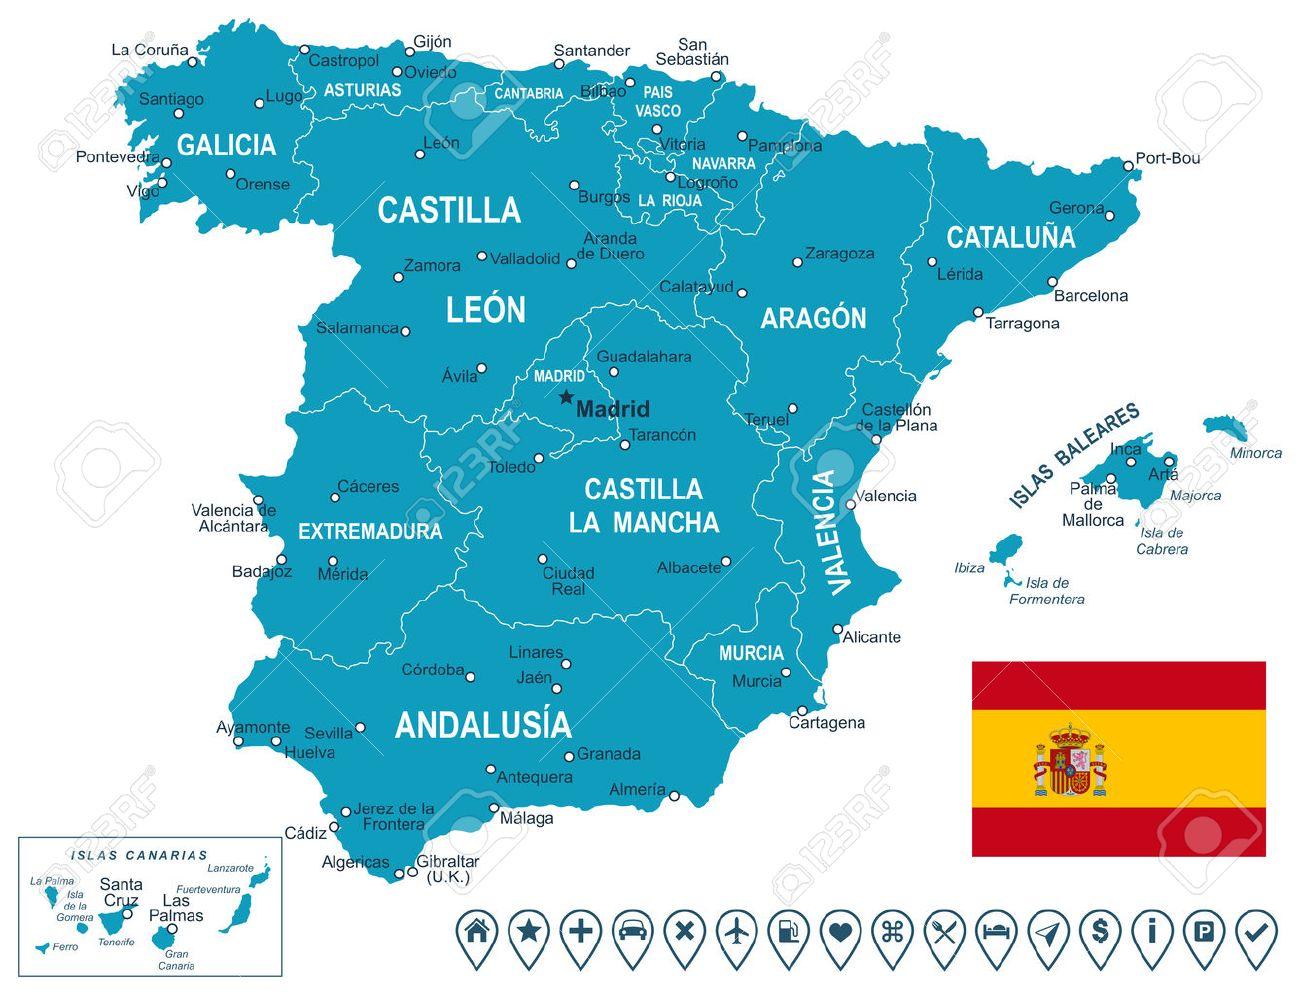 La Coruña
Santiago
Lugo
Pontevedra
Vigo
Orense
GALICIA
Castropol
Gijón
Oviedo
ASTURIAS
Santander
CANTABRIA
Bilbao
San
Sebastián
PAIS
VASCO
Vitoria
Pamplona
NAVARRA
Logroño
LA RIOJA
León
Burgos
CASTILLA
Aranda
de Duero
Valladolid
Zamora
LEÓN
Salamanca
Ávila
Port-Bou
Gerona
CATALUÑA
Lérida
Barcelona
Tarragona
Zaragoza
Calatayud
ARAGÓN
Teruel
Guadalahara
MADRID
Madrid
Tarancón
Toledo
CASTILLA
LA MANCHA
Ciudad
Real
Albacete
Castellón
de la Plana
Valencia
VALENCIA
Alicante
Cáceres
Valencia de
Alcántara
EXTREMADURA
Badajoz
Mérida
MURCIA
Murcia
Cartagena
Linares
Jaén
Córdoba
ANDALUSÍA
Ayamonte
Huelva
Sevilla
Granada
Antequera
Almería
Málaga
Jerez de la
Frontera
Cádiz
Algericas
Gibraltar
(U.K.)
ISLAS BALEARES
Minorca
Inca
Artá
Palma
de
Mallorca
Majorca
Isla de
Cabrera
Ibiza
Isla de
Formentera
ISLAS CANARIAS
La Palma
Isla
de la
Gomera
Ferro
Santa
Cruz
Tenerife
Las
Palmas
Gran
Canaria
Fuerteventura
Lanzarote
$
i
P
123RF